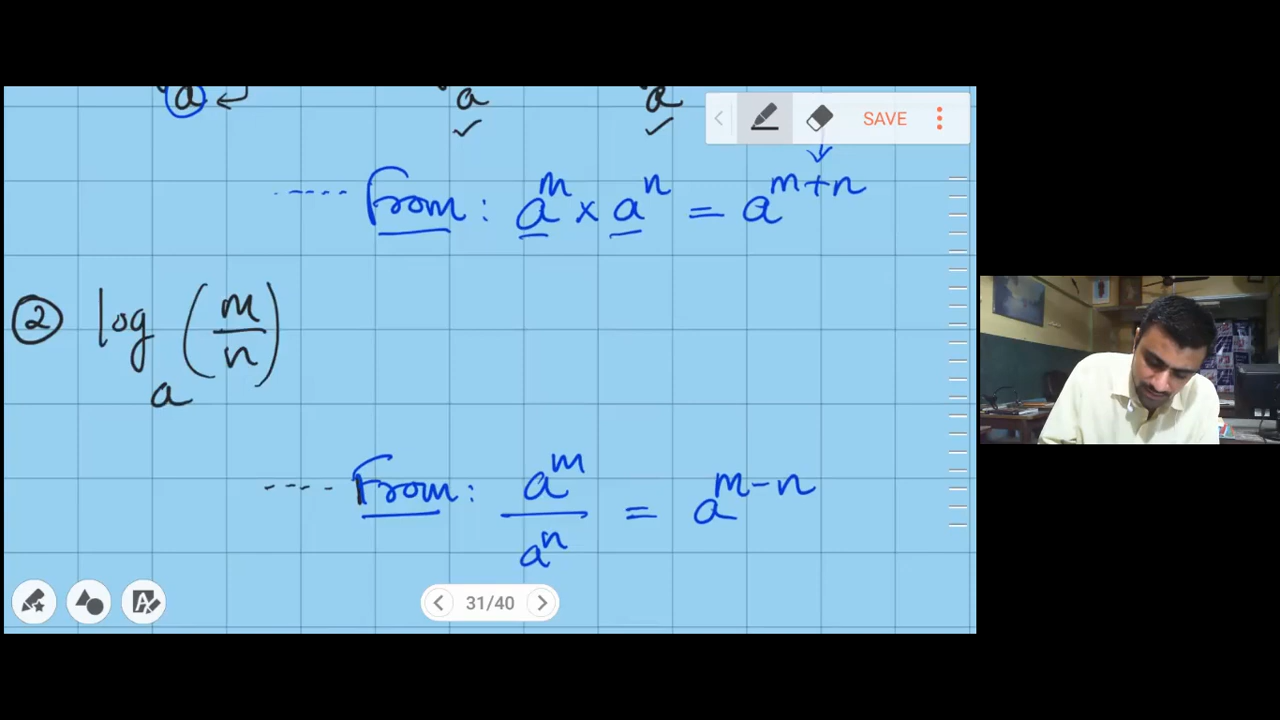 a ↵ a a
SAVE
---- From: a^m × a^n = a^{m+n}
② log_a (m/n)
---- From: a^m / a^n = a^{m-n}
31/40